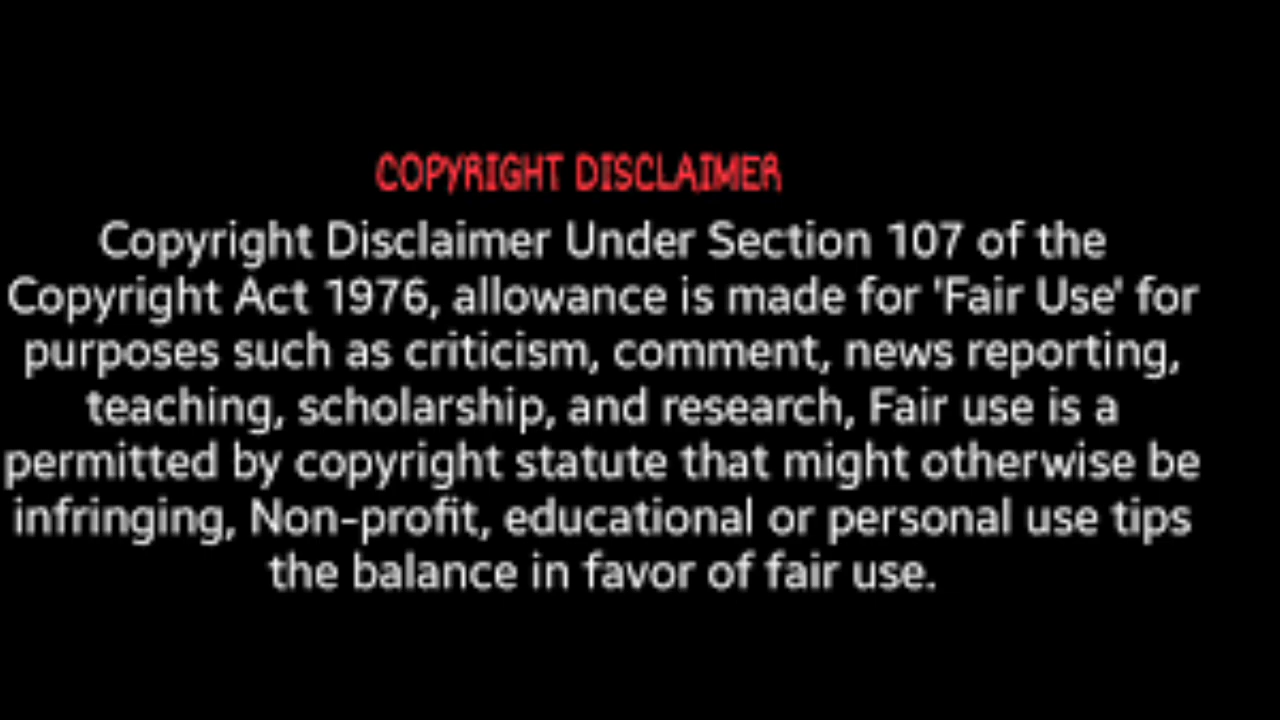 COPYRIGHT DISCLAIMER
Copyright Disclaimer Under Section 107 of the
Copyright Act 1976, allowance is made for 'Fair Use' for
purposes such as criticism, comment, news reporting,
teaching, scholarship, and research, Fair use is a
permitted by copyright statute that might otherwise be
infringing, Non-profit, educational or personal use tips
the balance in favor of fair use.